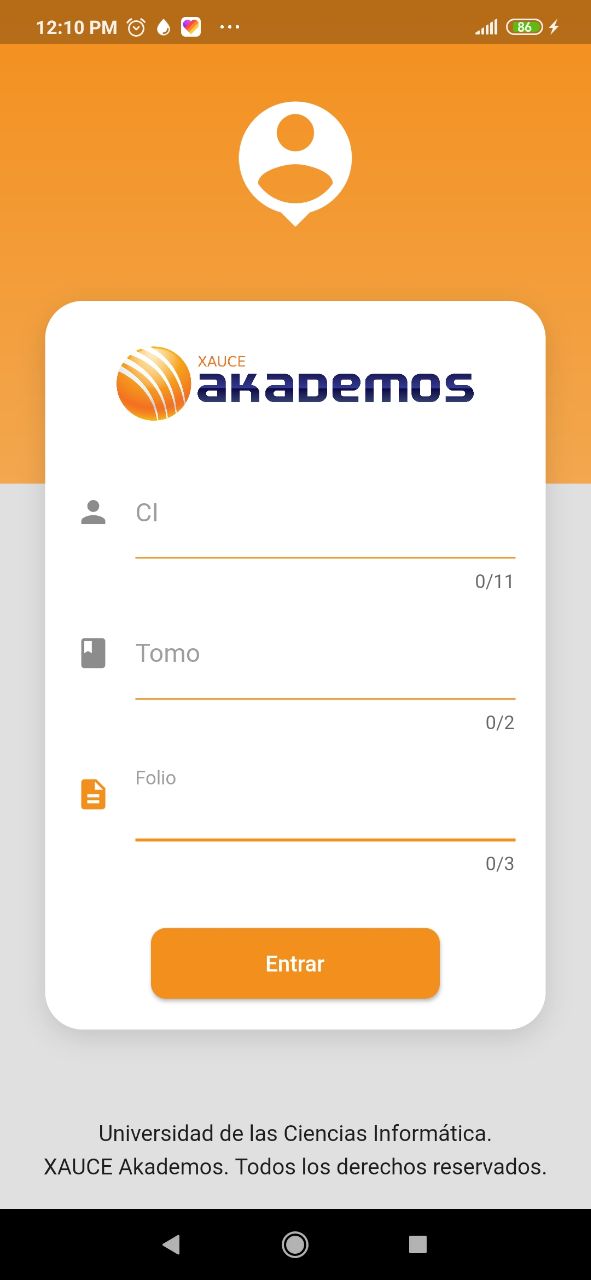 12:10 PM
86
XAUCE
akademos
CI
0/11
Tomo
0/2
Folio
0/3
Entrar
Universidad de las Ciencias Informática.
XAUCE Akademos. Todos los derechos reservados.